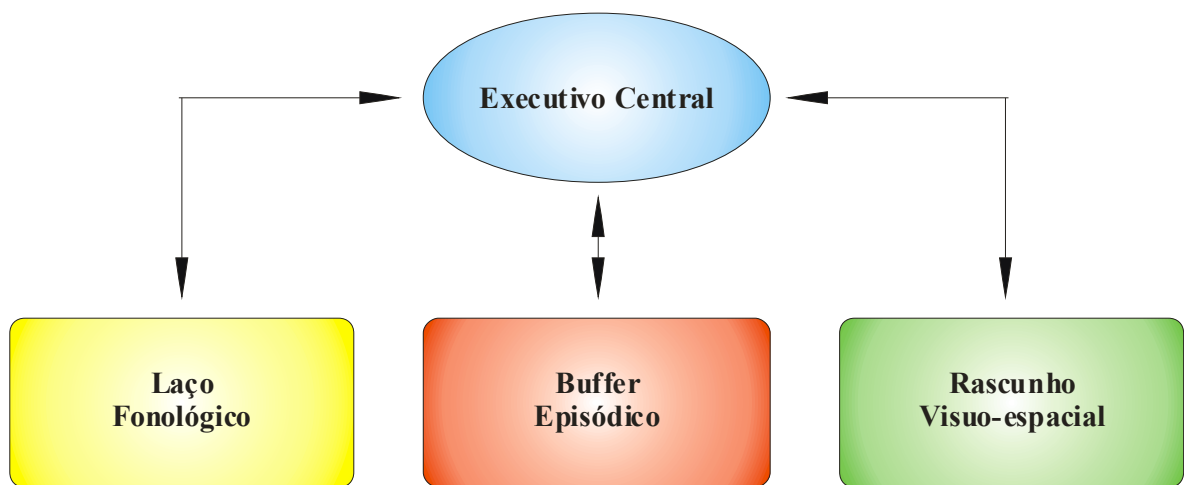 Executivo Central
Laço
Fonológico
Buffer
Episódico
Rascunho
Visuo-espacial